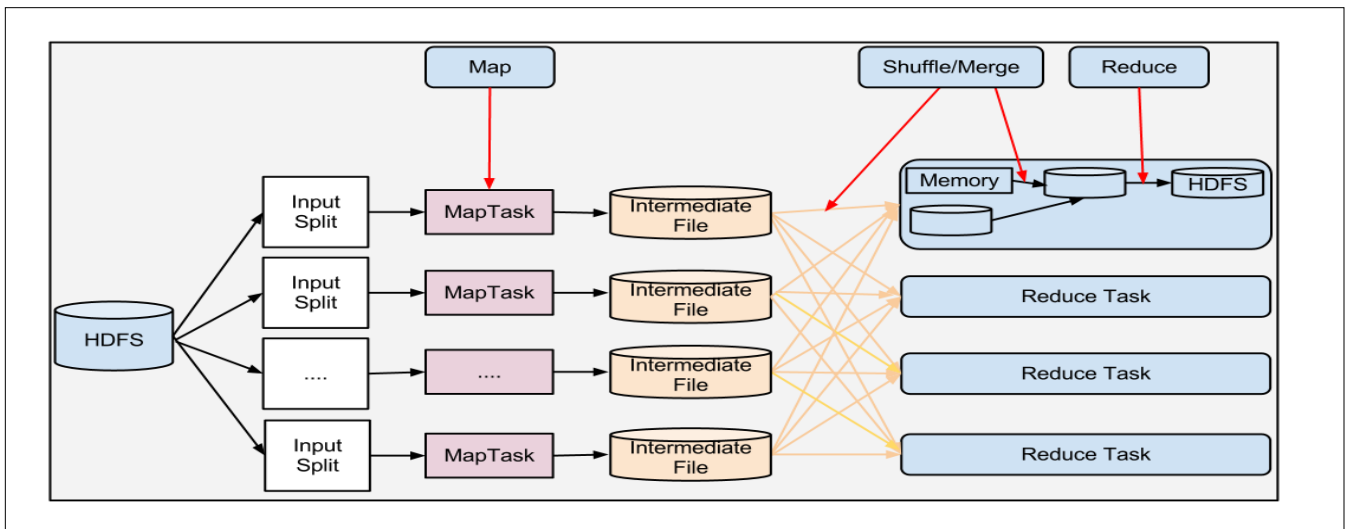 Map
Shuffle/Merge
Reduce
Input
Split
MapTask
Intermediate
File
Memory
HDFS
Input
Split
MapTask
Intermediate
File
Reduce Task
HDFS
....
....
Intermediate
File
Reduce Task
Input
Split
MapTask
Intermediate
File
Reduce Task